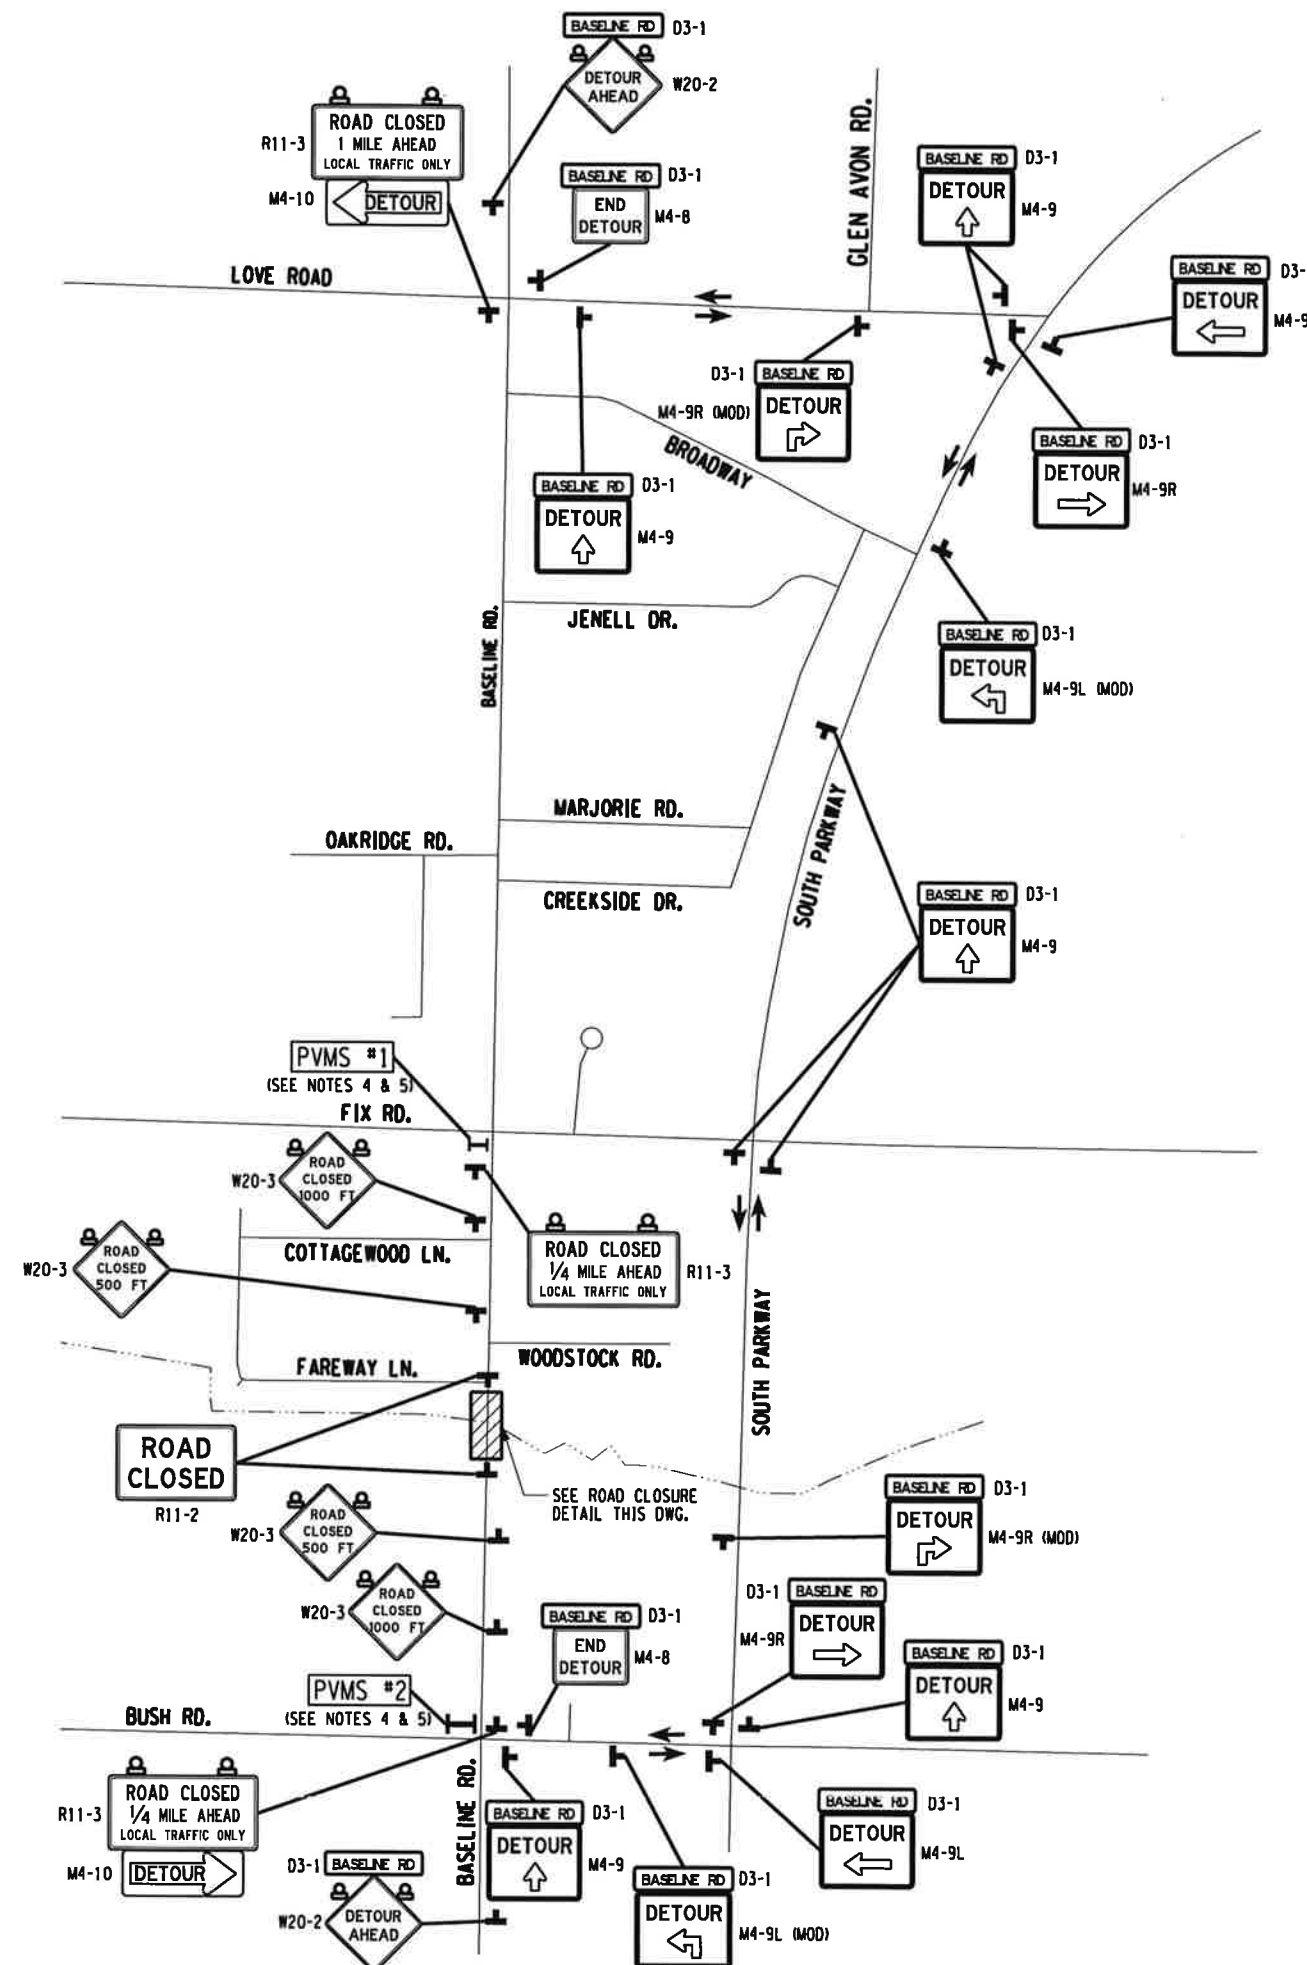 BASELINE RD
D3-1
DETOUR
AHEAD
W20-2
ROAD CLOSED
1 MILE AHEAD
LOCAL TRAFFIC ONLY
R11-3
DETOUR
M4-10
BASELINE RD
D3-1
END
DETOUR
M4-8
GLEN AVON RD.
BASELINE RD
D3-1
DETOUR
M4-9
BASELINE RD
D3-
DETOUR
M4-9
LOVE ROAD
D3-1
BASELINE RD
M4-9R (MOD)
DETOUR
BROADWAY
BASELINE RD
D3-1
DETOUR
M4-9R
BASELINE RD
D3-1
DETOUR
M4-9
JENELL DR.
BASELINE RD.
BASELINE RD
D3-1
DETOUR
M4-9L (MOD)
MARJORIE RD.
OAKRIDGE RD.
CREEKSIDE DR.
SOUTH PARKWAY
BASELINE RD
D3-1
DETOUR
M4-9
PVMS #1
(SEE NOTES 4 & 5)
FIX RD.
ROAD
CLOSED
1000 FT
W20-3
COTTAGEWOOD LN.
ROAD
CLOSED
500 FT
W20-3
ROAD CLOSED
1/4 MILE AHEAD
LOCAL TRAFFIC ONLY
R11-3
WOODSTOCK RD.
FAREWAY LN.
SOUTH PARKWAY
ROAD
CLOSED
R11-2
SEE ROAD CLOSURE
DETAIL THIS DWG.
ROAD
CLOSED
500 FT
W20-3
BASELINE RD
D3-1
DETOUR
M4-9R (MOD)
ROAD
CLOSED
1000 FT
W20-3
BASELINE RD
D3-1
END
DETOUR
M4-8
D3-1
BASELINE RD
M4-9R
DETOUR
BASELINE RD
D3-1
DETOUR
M4-9
PVMS #2
(SEE NOTES 4 & 5)
BUSH RD.
BASELINE RD.
ROAD CLOSED
1/4 MILE AHEAD
LOCAL TRAFFIC ONLY
R11-3
DETOUR
M4-10
BASELINE RD
D3-1
DETOUR
M4-9
BASELINE RD
D3-1
DETOUR
M4-9L
D3-1
BASELINE RD
W20-2
DETOUR
AHEAD
BASELINE RD
D3-1
DETOUR
M4-9L (MOD)